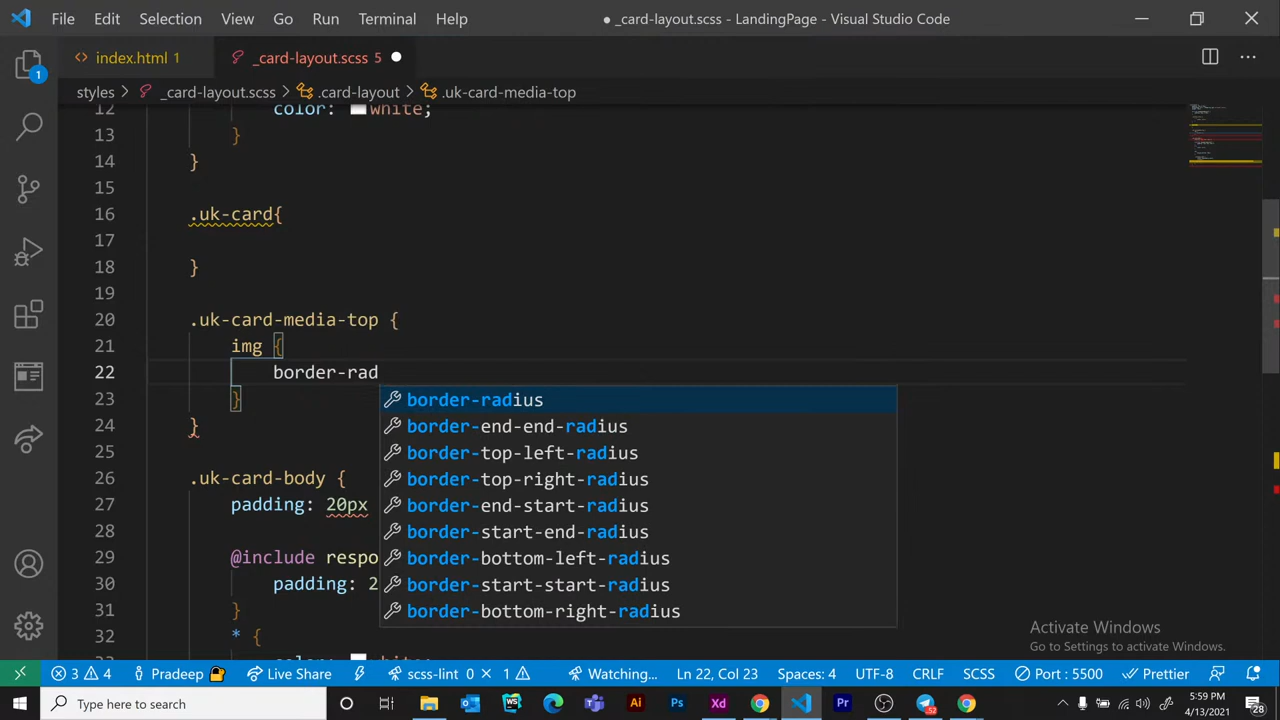 File Edit Selection View Go Run Terminal Help ● _card-layout.scss - LandingPage - Visual Studio Code
index.html 1 _card-layout.scss 5
styles > _card-layout.scss > .card-layout > .uk-card-media-top
12 color: white;
13 }
14 }
15
16 .uk-card{
17
18 }
19
20 .uk-card-media-top {
21 img {
22 border-rad
23 }
border-radius
24 }
border-end-end-radius
25
border-top-left-radius
26 .uk-card-body {
border-top-right-radius
27 padding: 20px
border-end-start-radius
28
border-start-end-radius
29 @include respo
border-bottom-left-radius
30 padding: 2
border-start-start-radius
31 }
border-bottom-right-radius
32 * {
Activate Windows
Go to Settings to activate Windows.
3 4 Pradeep Live Share scss-lint 0 × 1 Watching... Ln 22, Col 23 Spaces: 4 UTF-8 CRLF SCSS Port : 5500 Prettier
Type here to search
Ai Ps Xd Pr 52
5:59 PM
4/13/2021
28